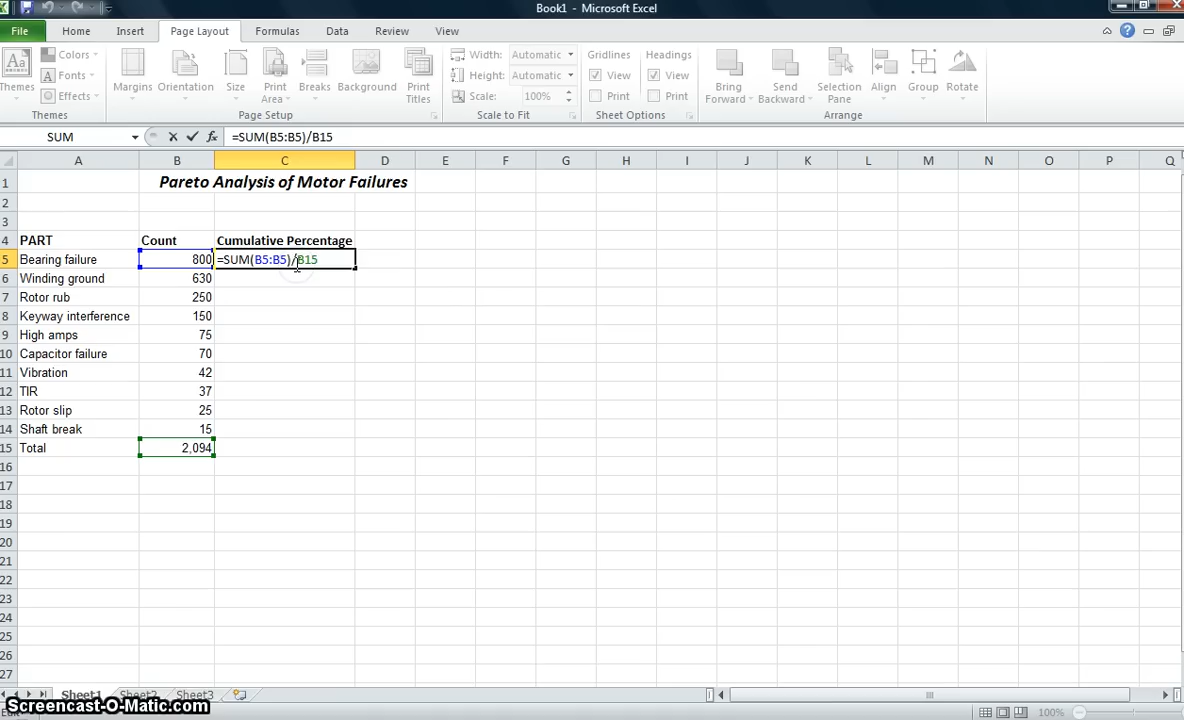 Book1 - Microsoft Excel
File Home Insert Page Layout Formulas Data Review View
Themes Colors Fonts Effects Themes
Margins Orientation Size Print Area Breaks Background Print Titles Page Setup
Width: Automatic Height: Automatic Scale: 100% Scale to Fit
Gridlines View Print Headings View Print Sheet Options
Bring Forward Send Backward Selection Pane Align Group Rotate Arrange
SUM =SUM(B5:B5)/B15
A B C D E F G H I J K L M N O P Q
1 Pareto Analysis of Motor Failures
2
3
4 PART Count Cumulative Percentage
5 Bearing failure 800 =SUM(B5:B5)/B15
6 Winding ground 630
7 Rotor rub 250
8 Keyway interference 150
9 High amps 75
10 Capacitor failure 70
11 Vibration 42
12 TIR 37
13 Rotor slip 25
14 Shaft break 15
15 Total 2,094
16
17
18
19
20
21
22
23
24
25
26
27
Sheet1 Sheet2 Sheet3
Screencast-O-Matic.com
100%